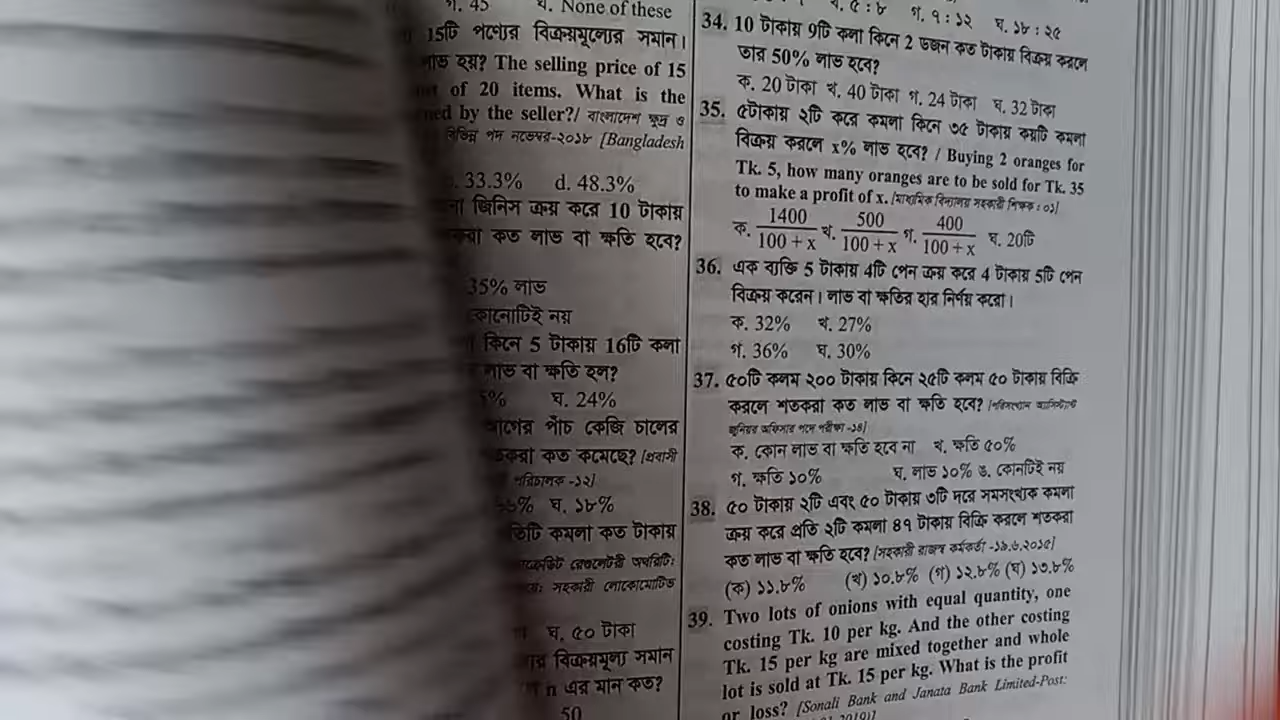 গ. 45 ঘ. None of these
15টি পণ্যের বিক্রয়মূল্যের সমান।
লাভ হয়? The selling price of 15
of 20 items. What is the
by the seller?/ বাংলাদেশ ক্ষুদ্র ও
বিভিন্ন পদ নভেম্বর-২০১৮ [Bangladesh
33.3% d. 48.3%
জিনিস ক্রয় করে 10 টাকায়
কত লাভ বা ক্ষতি হবে?
35% লাভ
কোনোটিই নয়
কিনে 5 টাকায় 16টি কলা
লাভ বা ক্ষতি হল?
% ঘ. 24%
পাঁচ কেজি চালের
কত কমেছে? [প্রবাসী
পরিচালক -১২]
% ঘ. ১৮%
কমলা কত টাকায়
রেগুলেটরী অথরিটি:
সহকারী লোকোমোটিভ
ঘ. ৫০ টাকা
বিক্রয়মূল্য সমান
n এর মান কত?
50
খ. ৫ : ৮ গ. ৭ : ১২ ঘ. ১৮ : ২৫
34. 10 টাকায় 9টি কলা কিনে 2 ডজন কত টাকায় বিক্রয় করলে
তার 50% লাভ হবে?
ক. 20 টাকা খ. 40 টাকা গ. 24 টাকা ঘ. 32 টাকা
35. ৫টাকায় ২টি করে কমলা কিনে ৩৫ টাকায় কয়টি কমলা
বিক্রয় করলে x% লাভ হবে? / Buying 2 oranges for
Tk. 5, how many oranges are to be sold for Tk. 35
to make a profit of x. [মাধ্যমিক বিদ্যালয় সহকারী শিক্ষক : ০১]
ক. 1400/100 + x খ. 500/100 + x গ. 400/100 + x ঘ. 20টি
36. এক ব্যক্তি 5 টাকায় 4টি পেন ক্রয় করে 4 টাকায় 5টি পেন
বিক্রয় করেন। লাভ বা ক্ষতির হার নির্ণয় করো।
ক. 32% খ. 27%
গ. 36% ঘ. 30%
37. ৫০টি কলম ২০০ টাকায় কিনে ২৫টি কলম ৫০ টাকায় বিক্রি
করলে শতকরা কত লাভ বা ক্ষতি হবে? [পরিসংখ্যান অ্যাসিস্ট্যান্ট
জুনিয়র অফিসার পদে পরীক্ষা -১৪]
ক. কোন লাভ বা ক্ষতি হবে না খ. ক্ষতি ৫০%
গ. ক্ষতি ১০% ঘ. লাভ ১০% ঙ. কোনটিই নয়
38. ৫০ টাকায় ২টি এবং ৫০ টাকায় ৩টি দরে সমসংখ্যক কমলা
ক্রয় করে প্রতি ২টি কমলা ৪৭ টাকায় বিক্রি করলে শতকরা
কত লাভ বা ক্ষতি হবে? [সহকারী রাজস্ব কর্মকর্তা -১৯.৬.২০১৫]
(ক) ১১.৮% (খ) ১০.৮% (গ) ১২.৮% (ঘ) ১৩.৮%
39. Two lots of onions with equal quantity, one
costing Tk. 10 per kg. And the other costing
Tk. 15 per kg are mixed together and whole
lot is sold at Tk. 15 per kg. What is the profit
or loss? [Sonali Bank and Janata Bank Limited-Post: